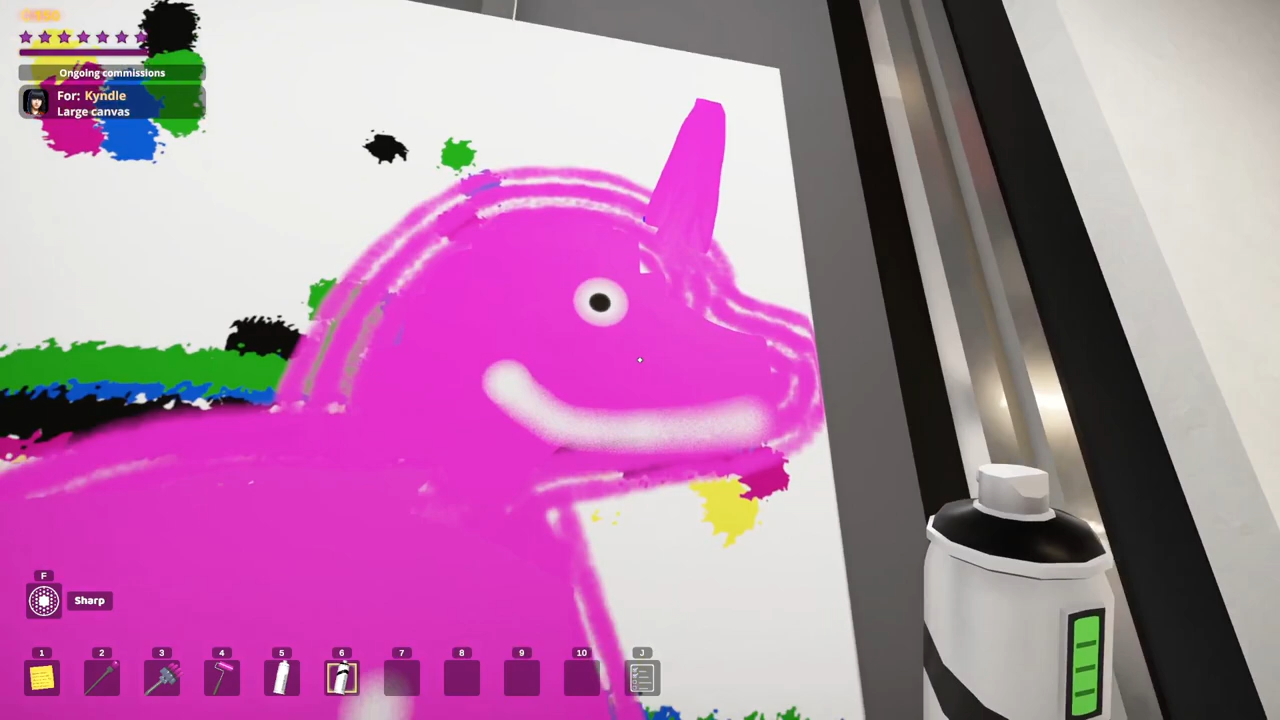 Ongoing commissions
For: Kyndle
Large canvas
F
Sharp
1 2 3 4 5 6 7 8 9 10 J